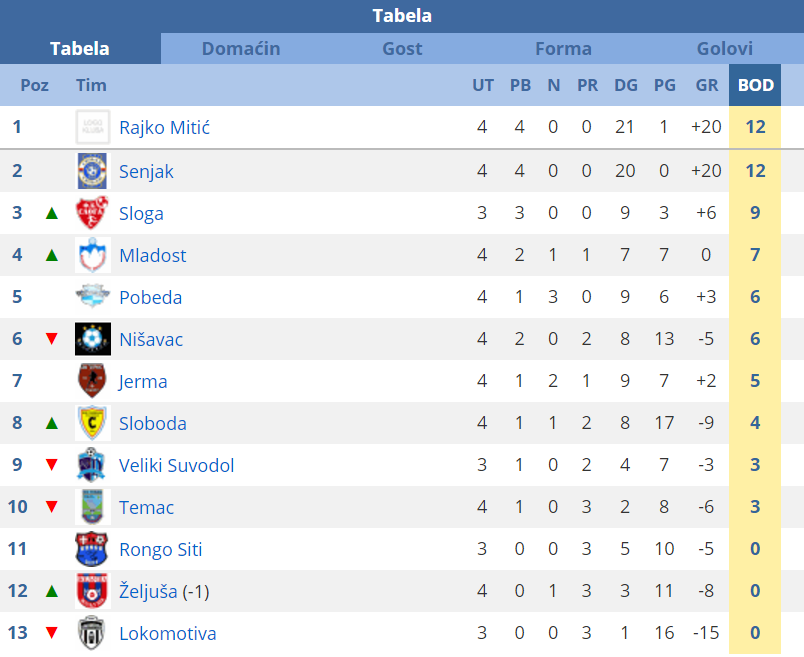 Tabela
Tabela Domaćin Gost Forma Golovi
Poz Tim UT PB N PR DG PG GR BOD
1 LOGO KLUBA Rajko Mitić 4 4 0 0 21 1 +20 12
2 Senjak 4 4 0 0 20 0 +20 12
3 ▲ Sloga 3 3 0 0 9 3 +6 9
4 ▲ Mladost 4 2 1 1 7 7 0 7
5 Pobeda 4 1 3 0 9 6 +3 6
6 ▼ Nišavac 4 2 0 2 8 13 -5 6
7 Jerma 4 1 2 1 9 7 +2 5
8 ▲ Sloboda 4 1 1 2 8 17 -9 4
9 ▼ Veliki Suvodol 3 1 0 2 4 7 -3 3
10 ▼ Temac 4 1 0 3 2 8 -6 3
11 Rongo Siti 3 0 0 3 5 10 -5 0
12 ▲ Željuša (-1) 4 0 1 3 3 11 -8 0
13 ▼ Lokomotiva 3 0 0 3 1 16 -15 0